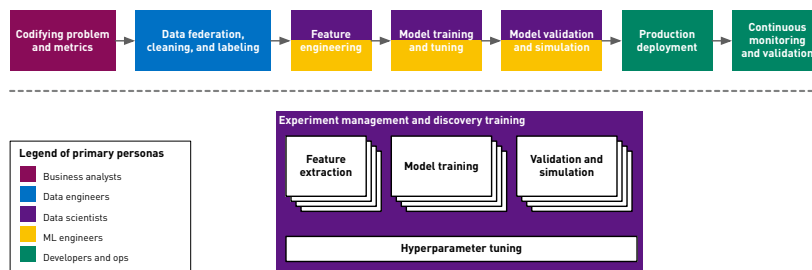 Codifying problem
and metrics
Data federation,
cleaning, and labeling
Feature
engineering
Model training
and tuning
Model validation
and simulation
Production
deployment
Continuous
monitoring
and validation
Experiment management and discovery training
Feature
extraction
Model training
Validation and
simulation
Hyperparameter tuning
Legend of primary personas
Business analysts
Data engineers
Data scientists
ML engineers
Developers and ops